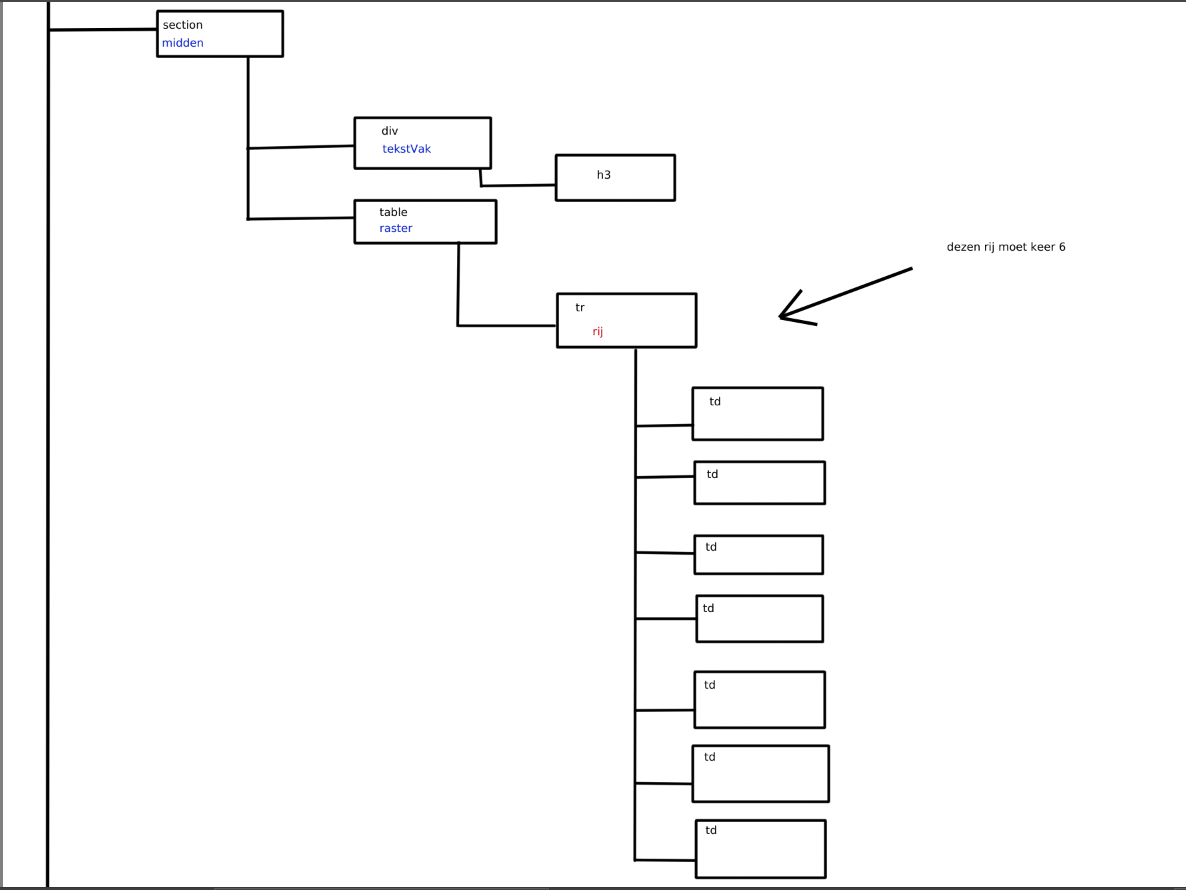 section
midden
div
tekstVak
h3
table
raster
dezen rij moet keer 6
tr
rij
td
td
td
td
td
td
td